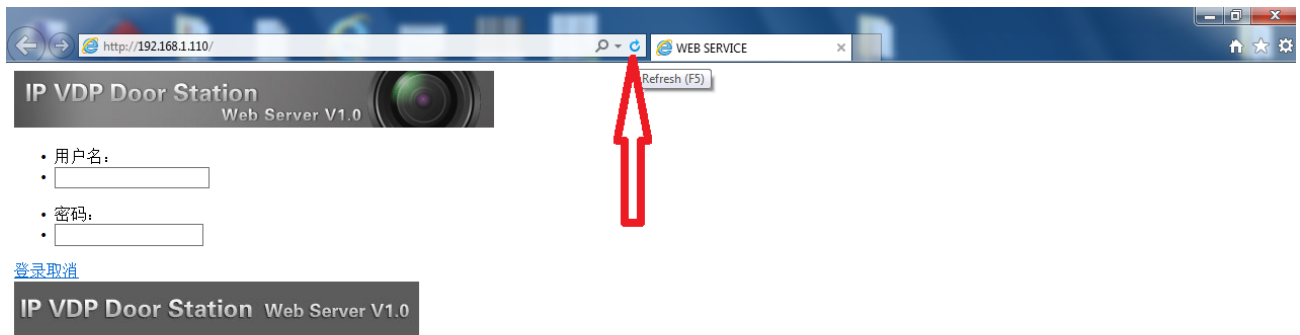 http://192.168.1.110/
WEB SERVICE
Refresh (F5)
IP VDP Door Station
Web Server V1.0
用户名：
密码：
登录取消
IP VDP Door Station Web Server V1.0